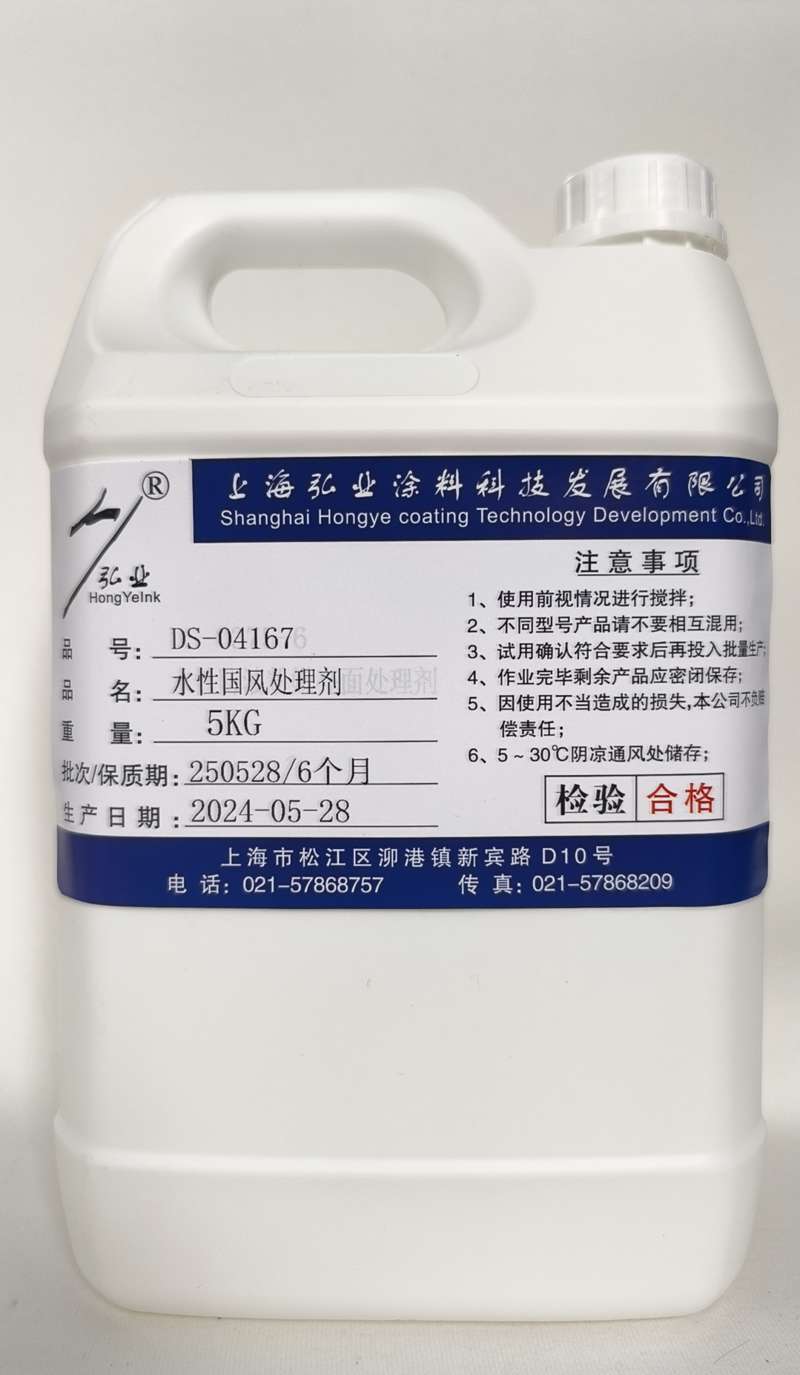 ®
弘业
HongYeInk
上海弘业涂料科技发展有限公司
Shanghai Hongye coating Technology Development Co.,Ltd.
品 号: DS-04167
品 名: 水性国风处理剂
重 量: 5KG
批次/保质期: 250528/6个月
生产日期: 2024-05-28
注意事项
1、使用前视情况进行搅拌;
2、不同型号产品请不要相互混用;
3、试用确认符合要求后再投入批量生产;
4、作业完毕剩余产品应密闭保存;
5、因使用不当造成的损失,本公司不负赔
偿责任;
6、5~30℃阴凉通风处储存;
检验 合格
上海市松江区泖港镇新宾路D10号
电 话: 021-57868757 传 真: 021-57868209